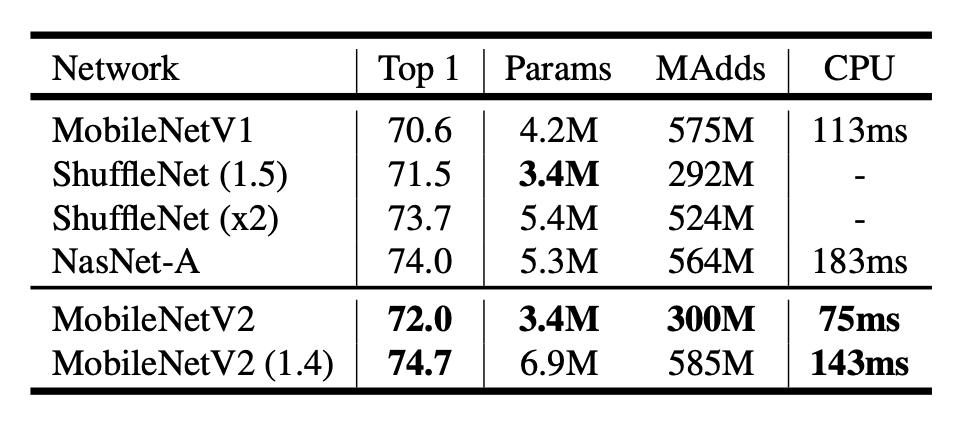 Network Top 1 Params MAdds CPU
MobileNetV1 70.6 4.2M 575M 113ms
ShuffleNet (1.5) 71.5 3.4M 292M -
ShuffleNet (x2) 73.7 5.4M 524M -
NasNet-A 74.0 5.3M 564M 183ms
MobileNetV2 72.0 3.4M 300M 75ms
MobileNetV2 (1.4) 74.7 6.9M 585M 143ms